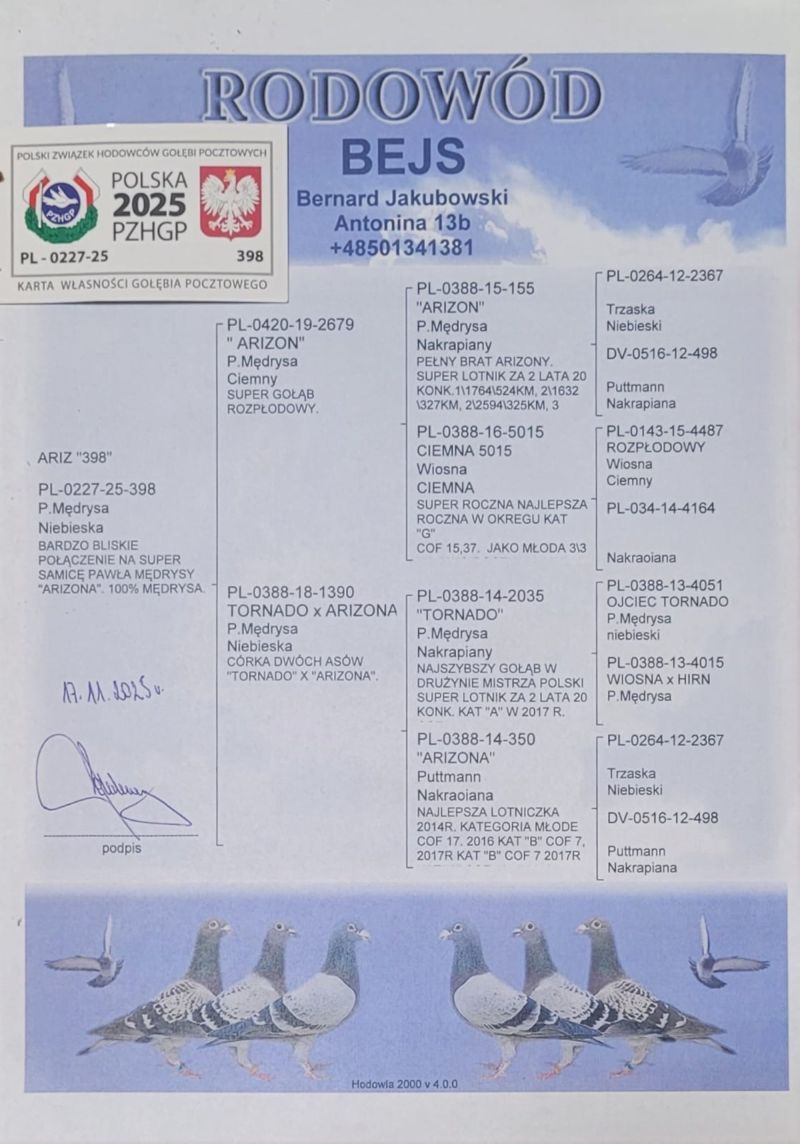 RODOWÓD
BEJS
Bernard Jakubowski
Antonina 13b
+48501341381
POLSKI ZWIĄZEK HODOWCÓW GOŁĘBI POCZTOWYCH
PZHGP
POLSKA
2025
PZHGP
PL - 0227-25
398
KARTA WŁASNOŚCI GOŁĘBIA POCZTOWEGO
ARIZ "398"
PL-0227-25-398
P.Mędrysa
Niebieska
BARDZO BLISKIE
POŁĄCZENIE NA SUPER
SAMICĘ PAWŁA MĘDRYSY
"ARIZONA". 100% MĘDRYSA.
17.11.2025r.
podpis
PL-0420-19-2679
" ARIZON"
P.Mędrysa
Ciemny
SUPER GOŁĄB
ROZPŁODOWY.
PL-0388-18-1390
TORNADO x ARIZONA
P.Mędrysa
Niebieska
CÓRKA DWÓCH ASÓW
"TORNADO" X "ARIZONA".
PL-0388-15-155
"ARIZON"
P.Mędrysa
Nakrapiany
PEŁNY BRAT ARIZONY.
SUPER LOTNIK ZA 2 LATA 20
KONK.1\1764\524KM, 2\1632
\327KM, 2\2594\325KM, 3
PL-0388-16-5015
CIEMNA 5015
Wiosna
CIEMNA
SUPER ROCZNA NAJLEPSZA
ROCZNA W OKREGU KAT
"G"
COF 15,37. JAKO MŁODA 3\3
PL-0388-14-2035
"TORNADO"
P.Mędrysa
Nakrapiany
NAJSZYBSZY GOŁĄB W
DRUŻYNIE MISTRZA POLSKI
SUPER LOTNIK ZA 2 LATA 20
KONK. KAT "A" W 2017 R.
PL-0388-14-350
"ARIZONA"
Puttmann
Nakraoiana
NAJLEPSZA LOTNICZKA
2014R. KATEGORIA MŁODE
COF 17. 2016 KAT "B" COF 7,
2017R KAT "B" COF 7 2017R
PL-0264-12-2367
Trzaska
Niebieski
DV-0516-12-498
Puttmann
Nakrapiana
PL-0143-15-4487
ROZPŁODOWY
Wiosna
Ciemny
PL-034-14-4164
Nakraoiana
PL-0388-13-4051
OJCIEC TORNADO
P.Mędrysa
niebieski
PL-0388-13-4015
WIOSNA x HIRN
P.Mędrysa
PL-0264-12-2367
Trzaska
Niebieski
DV-0516-12-498
Puttmann
Nakrapiana
Hodowla 2000 v 4.0.0